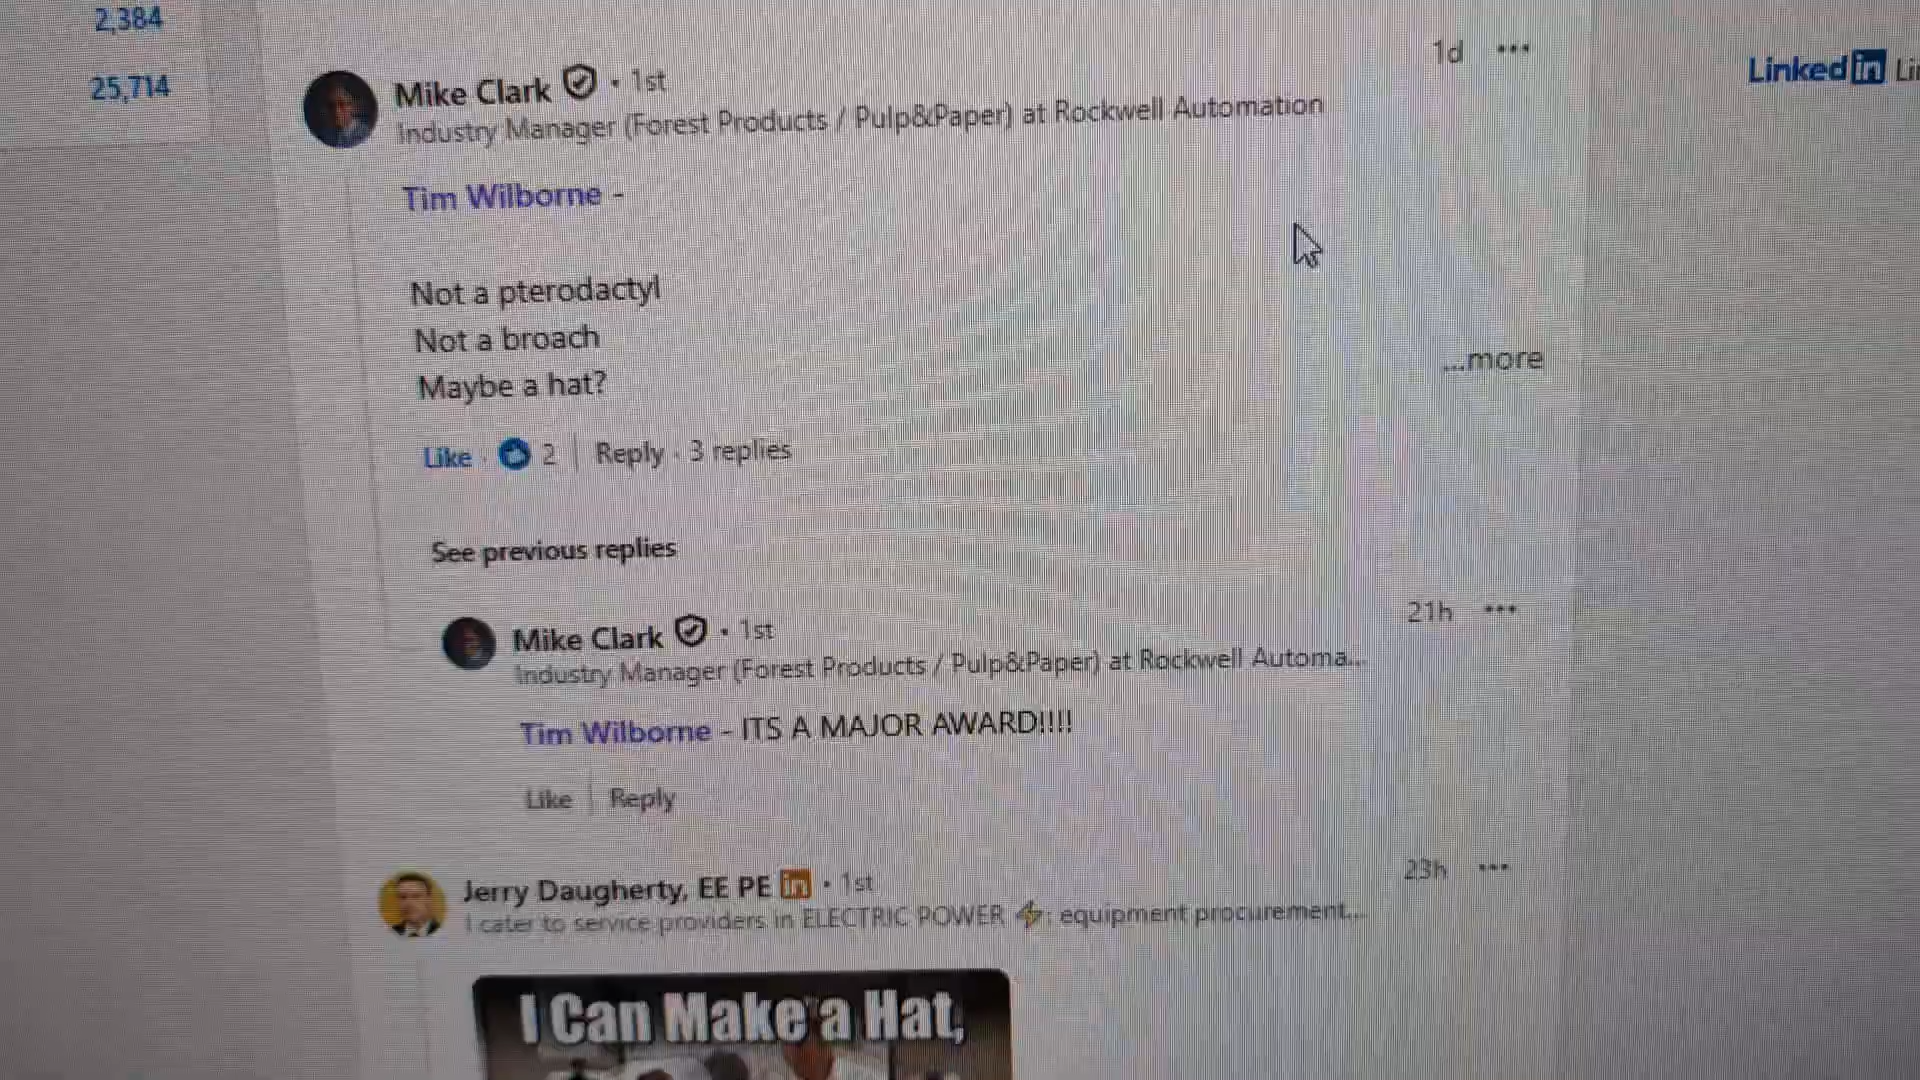 2,384
25,714
Mike Clark • 1st
1d •••
Industry Manager (Forest Products / Pulp&Paper) at Rockwell Automation
Tim Wilborne -
Not a pterodactyl
Not a broach
Maybe a hat?
...more
Like · 2 | Reply · 3 replies
See previous replies
Mike Clark • 1st
21h •••
Industry Manager (Forest Products / Pulp&Paper) at Rockwell Automa...
Tim Wilborne - ITS A MAJOR AWARD!!!!
Like | Reply
Jerry Daugherty, EE PE in • 1st
23h •••
I cater to service providers in ELECTRIC POWER ⚡: equipment procurement...
I Can Make a Hat,
LinkedIn